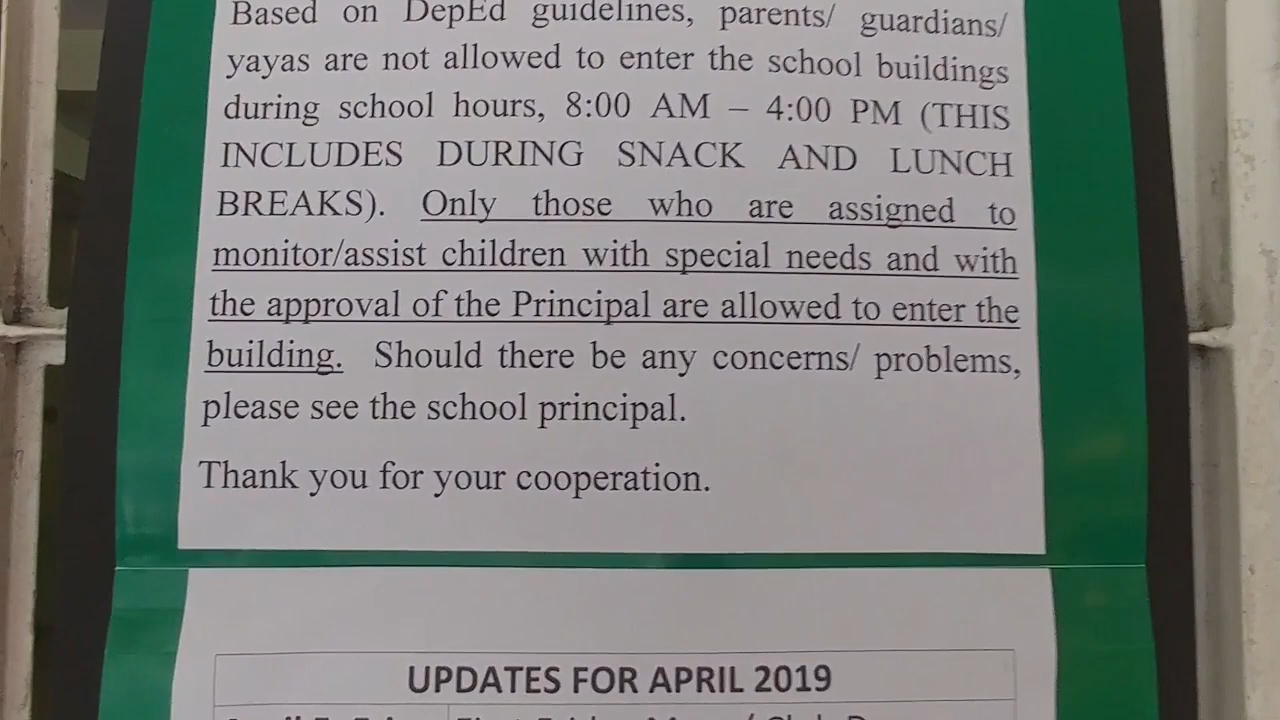 Based on DepEd guidelines, parents/ guardians/
yayas are not allowed to enter the school buildings
during school hours, 8:00 AM – 4:00 PM (THIS
INCLUDES DURING SNACK AND LUNCH
BREAKS). Only those who are assigned to
monitor/assist children with special needs and with
the approval of the Principal are allowed to enter the
building. Should there be any concerns/ problems,
please see the school principal.
Thank you for your cooperation.
UPDATES FOR APRIL 2019